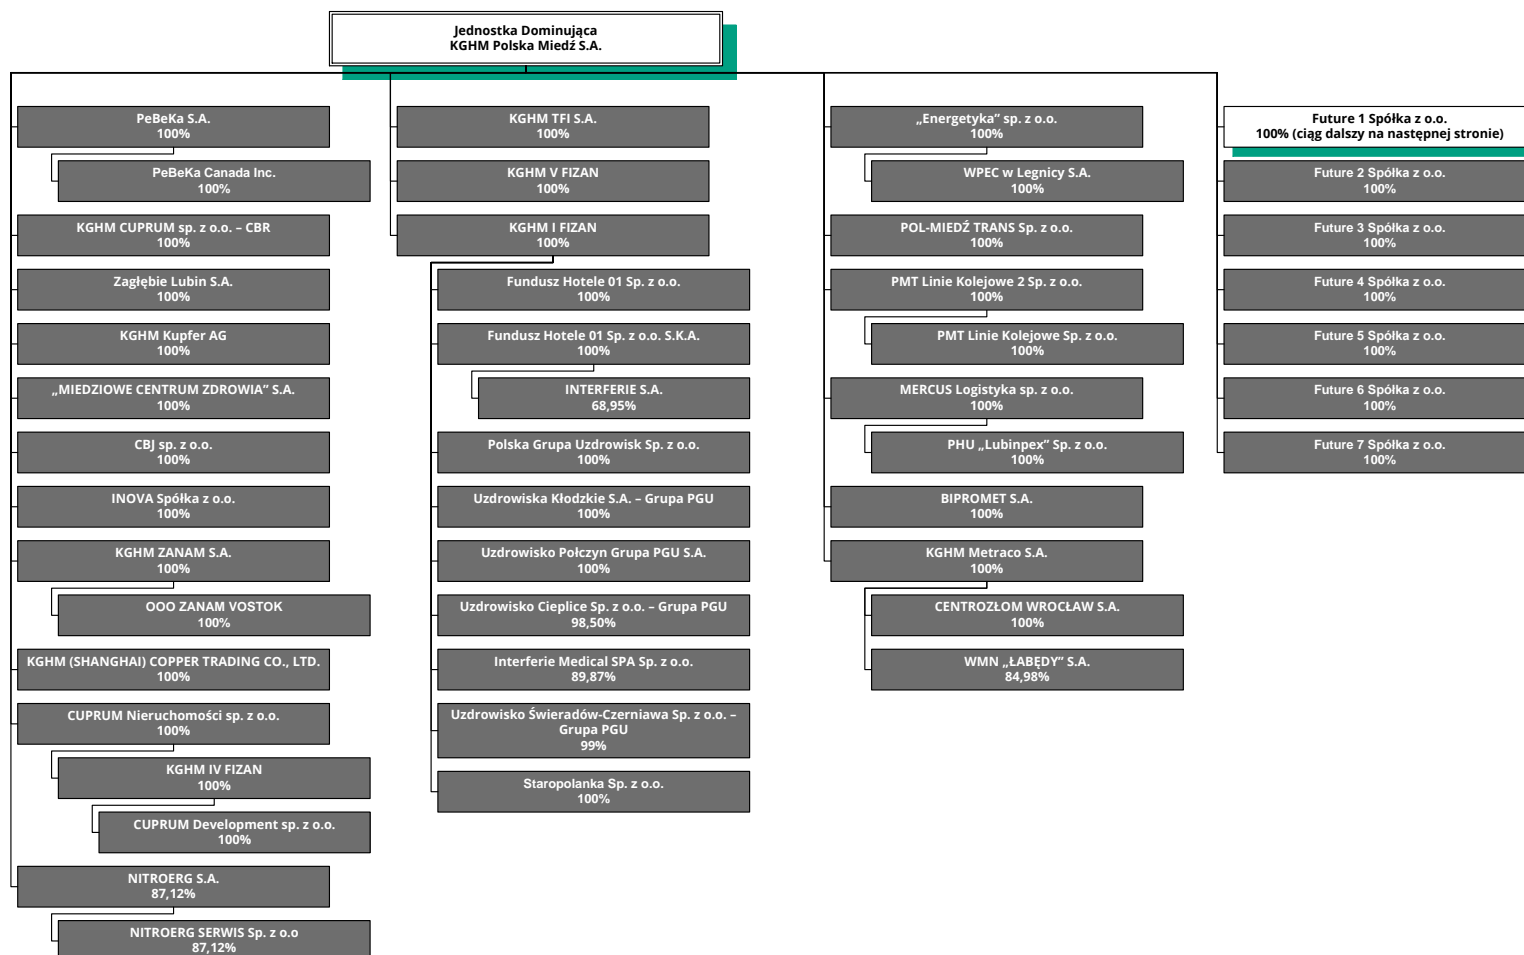 Jednostka Dominująca
KGHM Polska Miedź S.A.
PeBeKa S.A.
100%
PeBeKa Canada Inc.
100%
KGHM CUPRUM sp. z o.o. – CBR
100%
Zagłębie Lubin S.A.
100%
KGHM Kupfer AG
100%
„MIEDZIOWE CENTRUM ZDROWIA” S.A.
100%
CBJ sp. z o.o.
100%
INOVA Spółka z o.o.
100%
KGHM ZANAM S.A.
100%
OOO ZANAM VOSTOK
100%
KGHM (SHANGHAI) COPPER TRADING CO., LTD.
100%
CUPRUM Nieruchomości sp. z o.o.
100%
KGHM IV FIZAN
100%
CUPRUM Development sp. z o.o.
100%
NITROERG S.A.
87,12%
NITROERG SERWIS Sp. z o.o
87,12%
KGHM TFI S.A.
100%
KGHM V FIZAN
100%
KGHM I FIZAN
100%
Fundusz Hotele 01 Sp. z o.o.
100%
Fundusz Hotele 01 Sp. z o.o. S.K.A.
100%
INTERFERIE S.A.
68,95%
Polska Grupa Uzdrowisk Sp. z o.o.
100%
Uzdrowiska Kłodzkie S.A. – Grupa PGU
100%
Uzdrowisko Połczyn Grupa PGU S.A.
100%
Uzdrowisko Cieplice Sp. z o.o. – Grupa PGU
98,50%
Interferie Medical SPA Sp. z o.o.
89,87%
Uzdrowisko Świeradów-Czerniawa Sp. z o.o. –
Grupa PGU
99%
Staropolanka Sp. z o.o.
100%
„Energetyka” sp. z o.o.
100%
WPEC w Legnicy S.A.
100%
POL-MIEDŹ TRANS Sp. z o.o.
100%
PMT Linie Kolejowe 2 Sp. z o.o.
100%
PMT Linie Kolejowe Sp. z o.o.
100%
MERCUS Logistyka sp. z o.o.
100%
PHU „Lubinpex” Sp. z o.o.
100%
BIPROMET S.A.
100%
KGHM Metraco S.A.
100%
CENTROZŁOM WROCŁAW S.A.
100%
WMN „ŁABĘDY” S.A.
84,98%
Future 1 Spółka z o.o.
100% (ciąg dalszy na następnej stronie)
Future 2 Spółka z o.o.
100%
Future 3 Spółka z o.o.
100%
Future 4 Spółka z o.o.
100%
Future 5 Spółka z o.o.
100%
Future 6 Spółka z o.o.
100%
Future 7 Spółka z o.o.
100%